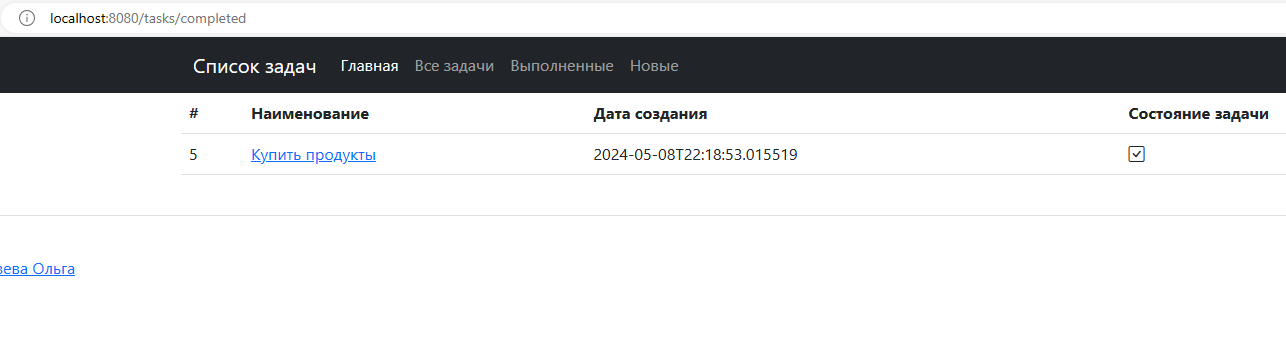 localhost:8080/tasks/completed
Список задач Главная Все задачи Выполненные Новые
# Наименование Дата создания Состояние задачи
5 Купить продукты 2024-05-08T22:18:53.015519
Ольга